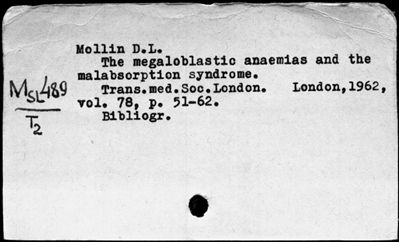 Mollin D.L.
The megaloblastic anaemias and the
malabsorption syndrome.
Trans.med.Soc.London. London,1962,
vol. 78, p. 51-62.
Bibliogr.
MSL489
T2